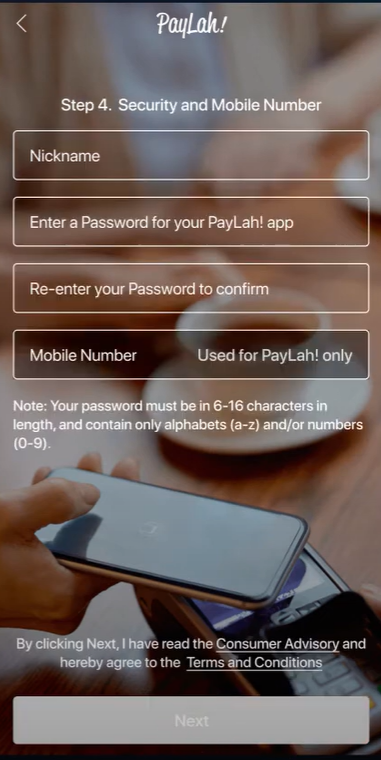 PayLah!
Step 4. Security and Mobile Number
Nickname
Enter a Password for your PayLah! app
Re-enter your Password to confirm
Mobile Number Used for PayLah! only
Note: Your password must be in 6-16 characters in
length, and contain only alphabets (a-z) and/or numbers
(0-9).
By clicking Next, I have read the Consumer Advisory and
hereby agree to the Terms and Conditions
Next